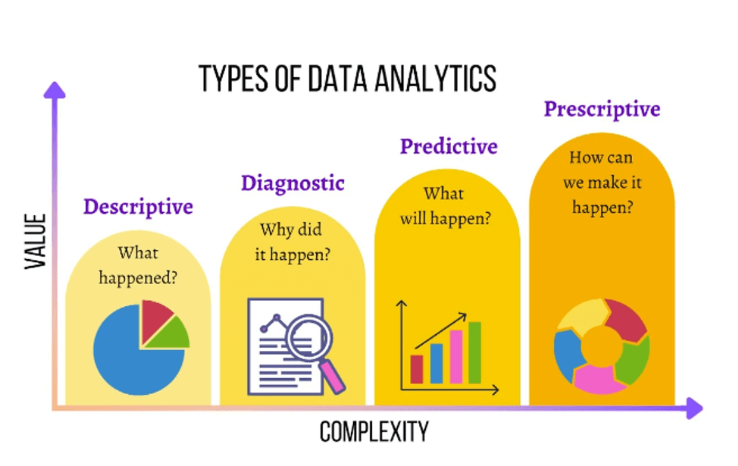 TYPES OF DATA ANALYTICS
Descriptive
What
happened?
Diagnostic
Why did
it happen?
Predictive
What
will happen?
Prescriptive
How can
we make it
happen?
VALUE
COMPLEXITY